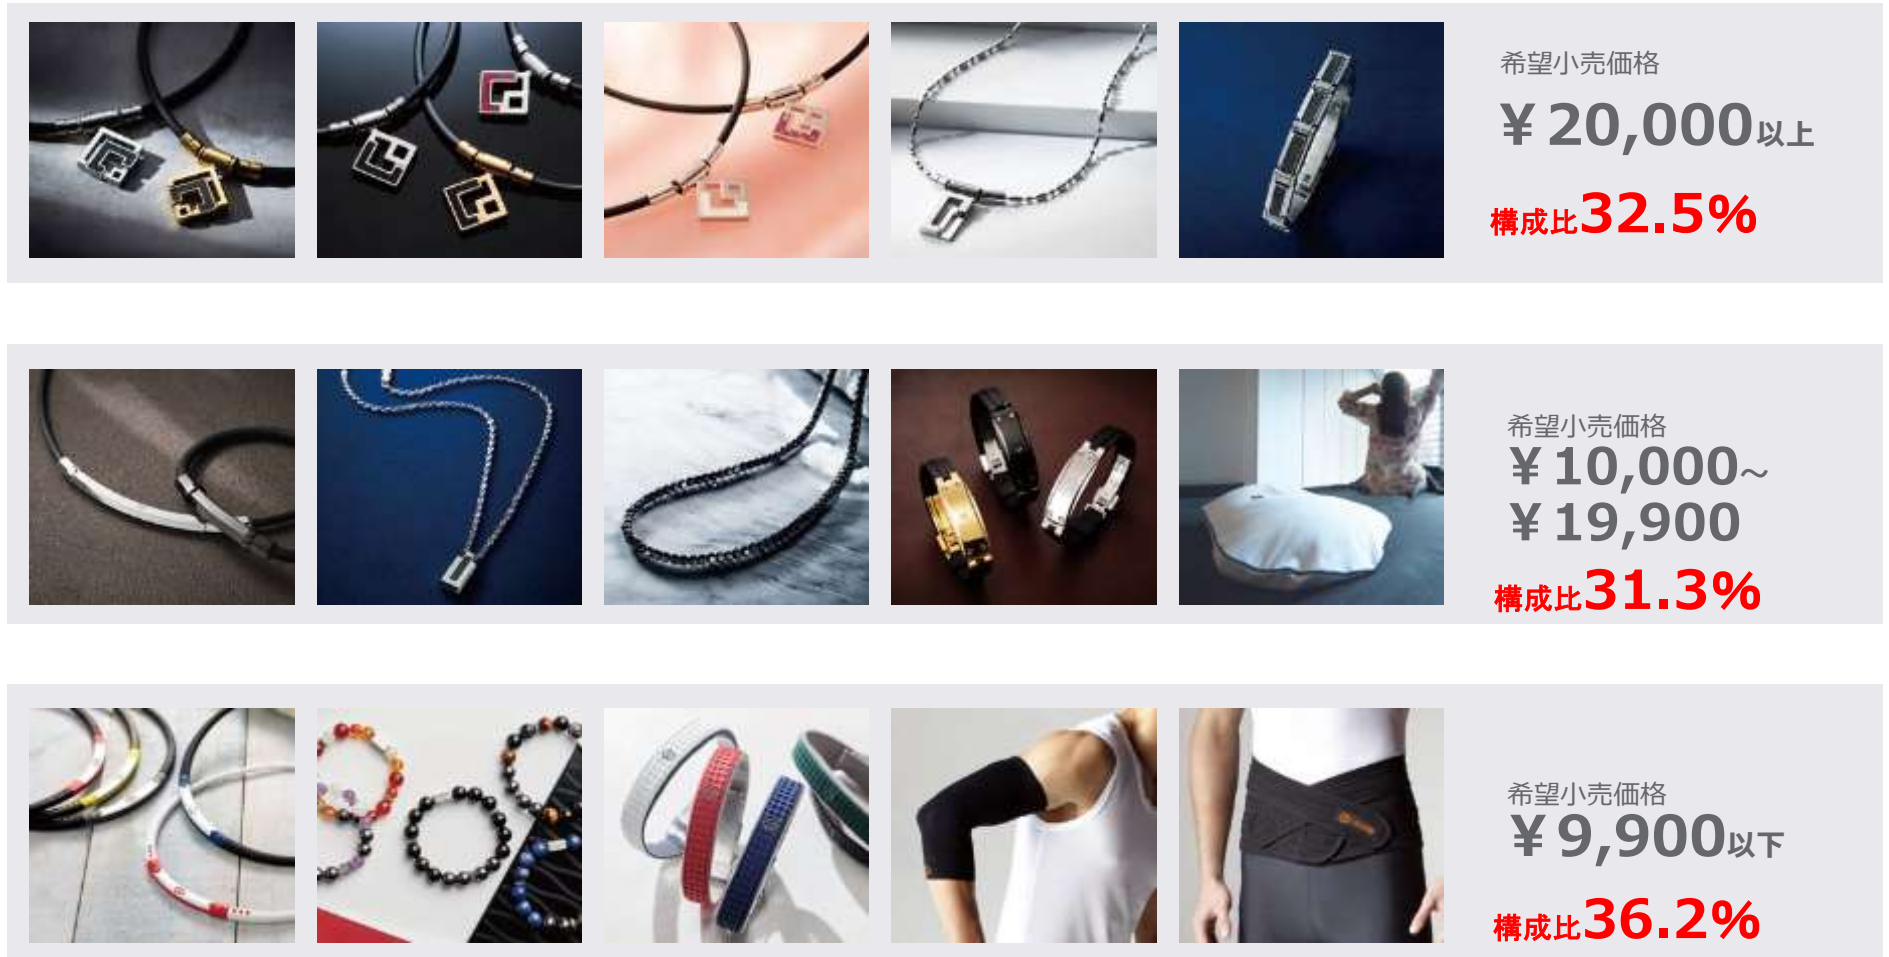 希望小売価格
￥20,000以上
構成比32.5%
希望小売価格
￥10,000～
￥19,900
構成比31.3%
希望小売価格
￥9,900以下
構成比36.2%